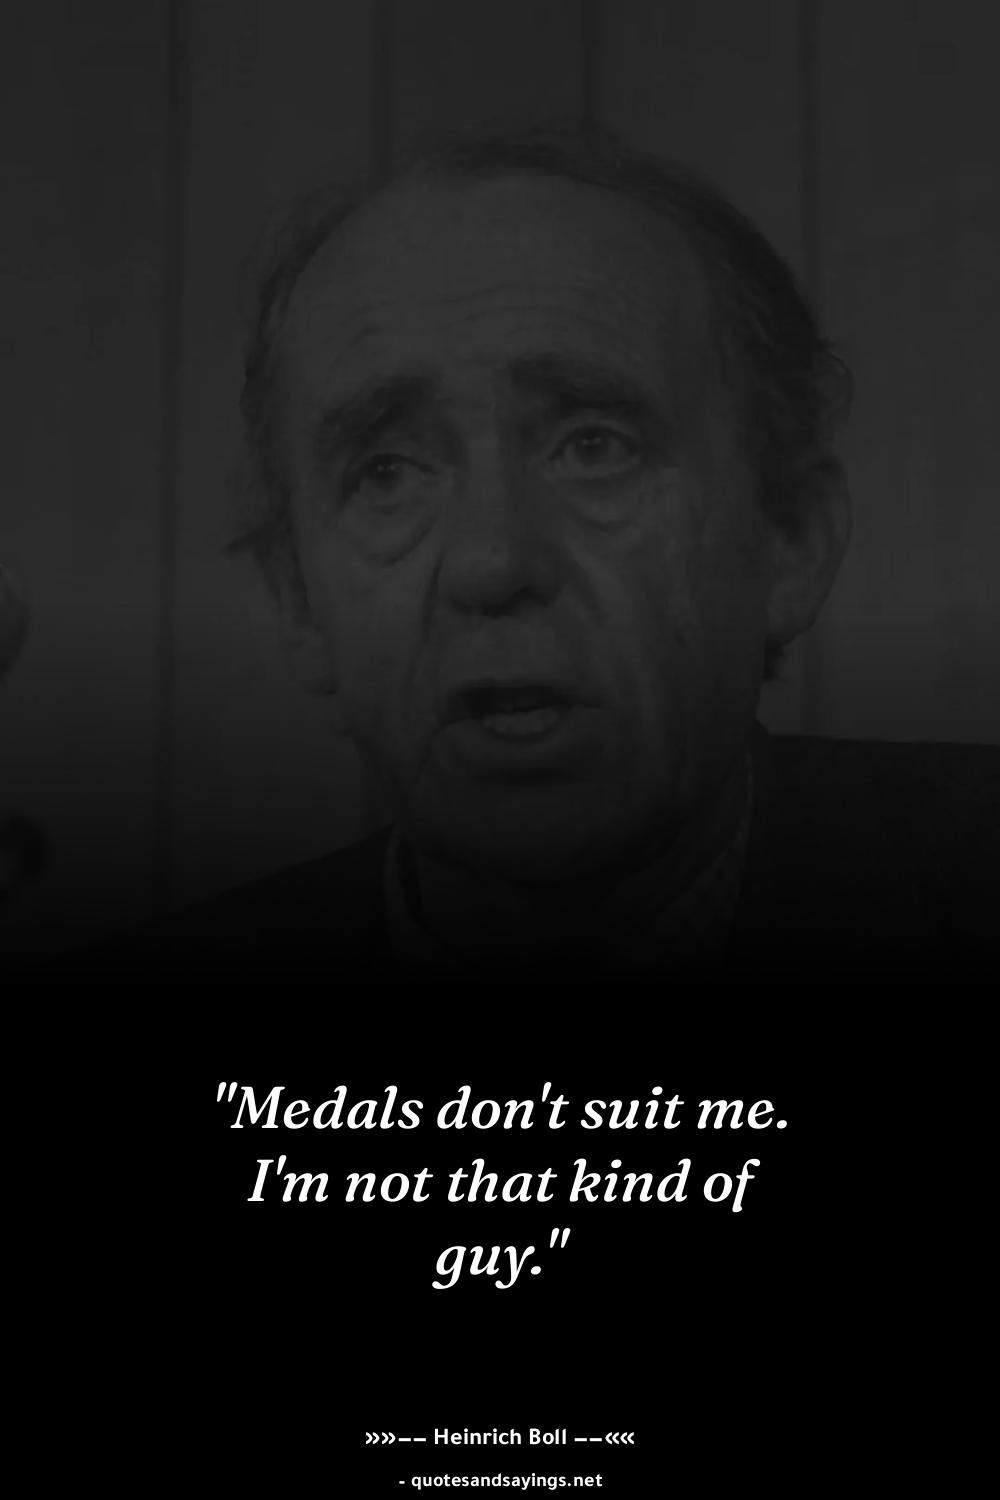 "Medals don't suit me.
I'm not that kind of
guy."
»»–– Heinrich Boll ––««
- quotesandsayings.net